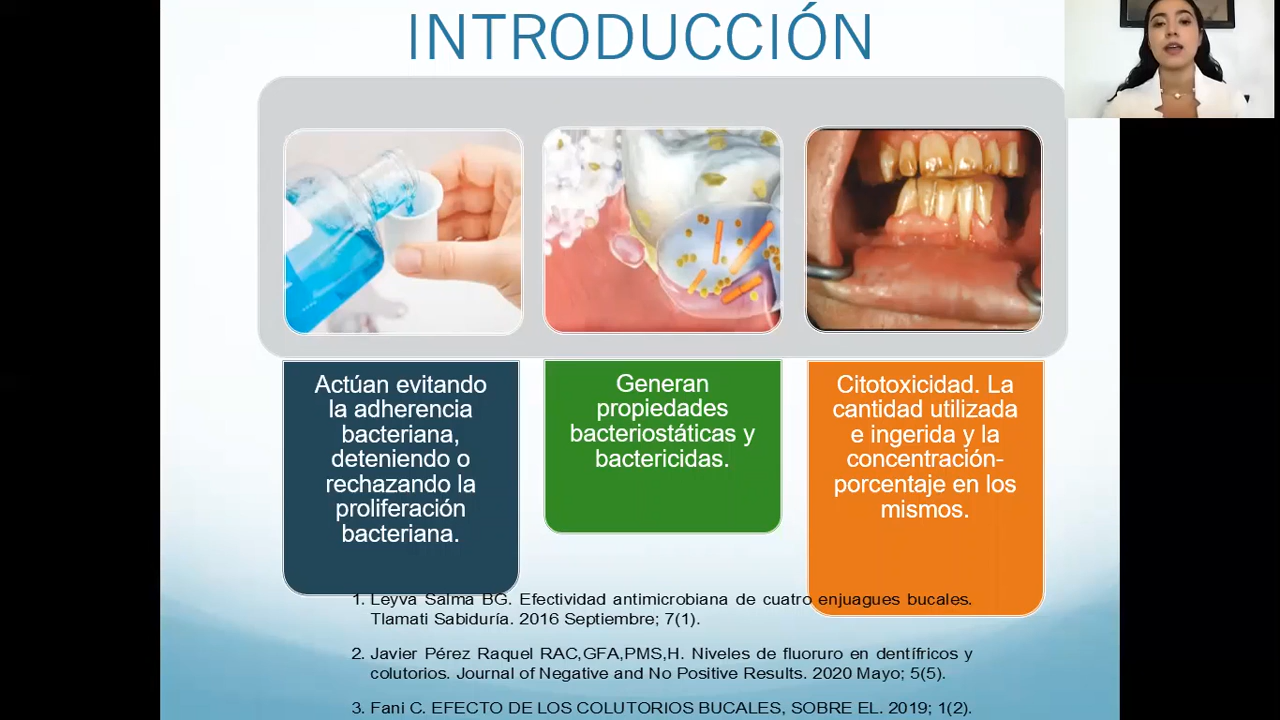 INTRODUCCIÓN
Actúan evitando
la adherencia
bacteriana,
deteniendo o
rechazando la
proliferación
bacteriana.
Generan
propiedades
bacteriostáticas y
bactericidas.
Citotoxicidad. La
cantidad utilizada
e ingerida y la
concentración-
porcentaje en los
mismos.
1. Leyva Salma BG. Efectividad antimicrobiana de cuatro enjuagues bucales.
Tlamati Sabiduría. 2016 Septiembre; 7(1).
2. Javier Pérez Raquel RAC,GFA,PMS,H. Niveles de fluoruro en dentífricos y
colutorios. Journal of Negative and No Positive Results. 2020 Mayo; 5(5).
3. Fani C. EFECTO DE LOS COLUTORIOS BUCALES, SOBRE EL. 2019; 1(2).